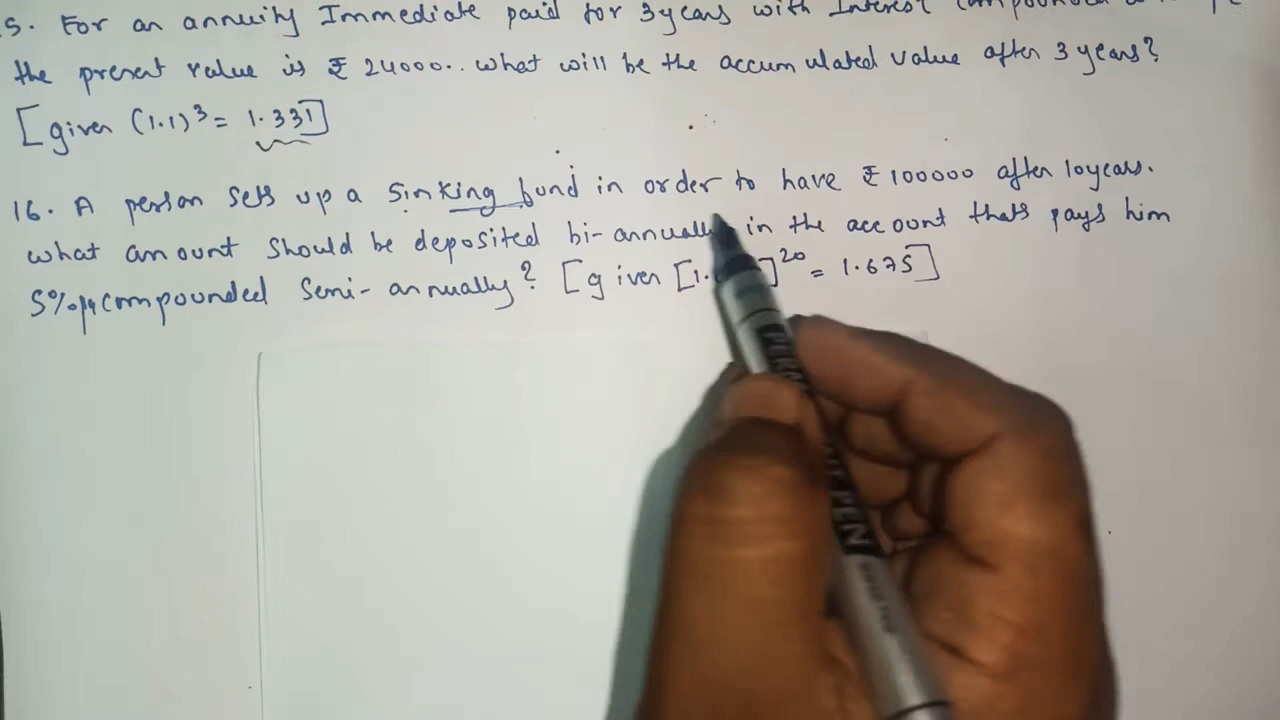 5. For an annuity Immediate paid for 3 years with Interest compounded
the present value is ₹ 24000.. what will be the accumulated value after 3 years?
[given (1.1)³ = 1.331]
16. A person sets up a sinking fund in order to have ₹ 100000 after 10 years.
what amount should be deposited bi-annually in the account thats pays him
5% p.a compounded semi-annually? [given [1. ]²⁰ = 1.675]
PEN